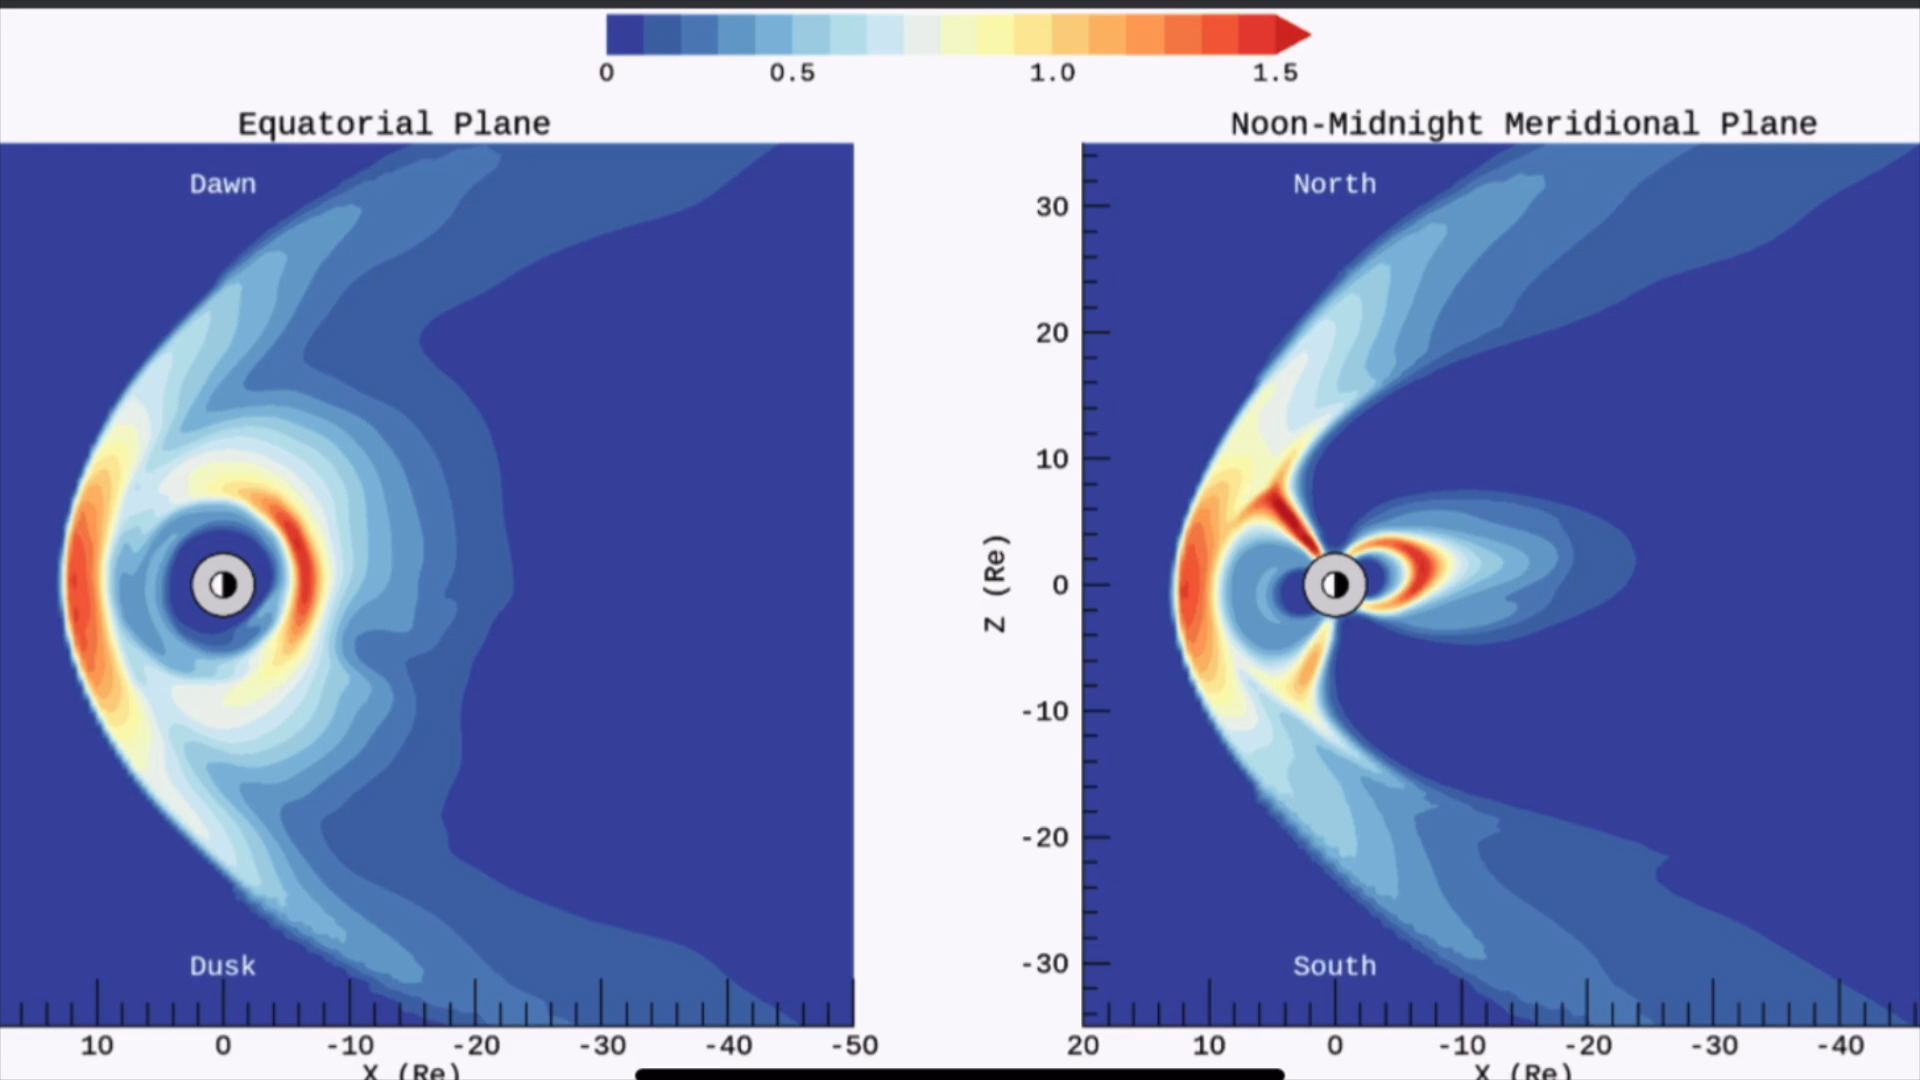 0 0.5 1.0 1.5
Equatorial Plane
Noon-Midnight Meridional Plane
Dawn
North
30
20
10
0
-10
-20
-30
Z (Re)
Dusk
South
10 0 -10 -20 -30 -40 -50
20 10 0 -10 -20 -30 -40
X (Re)
X (Re)